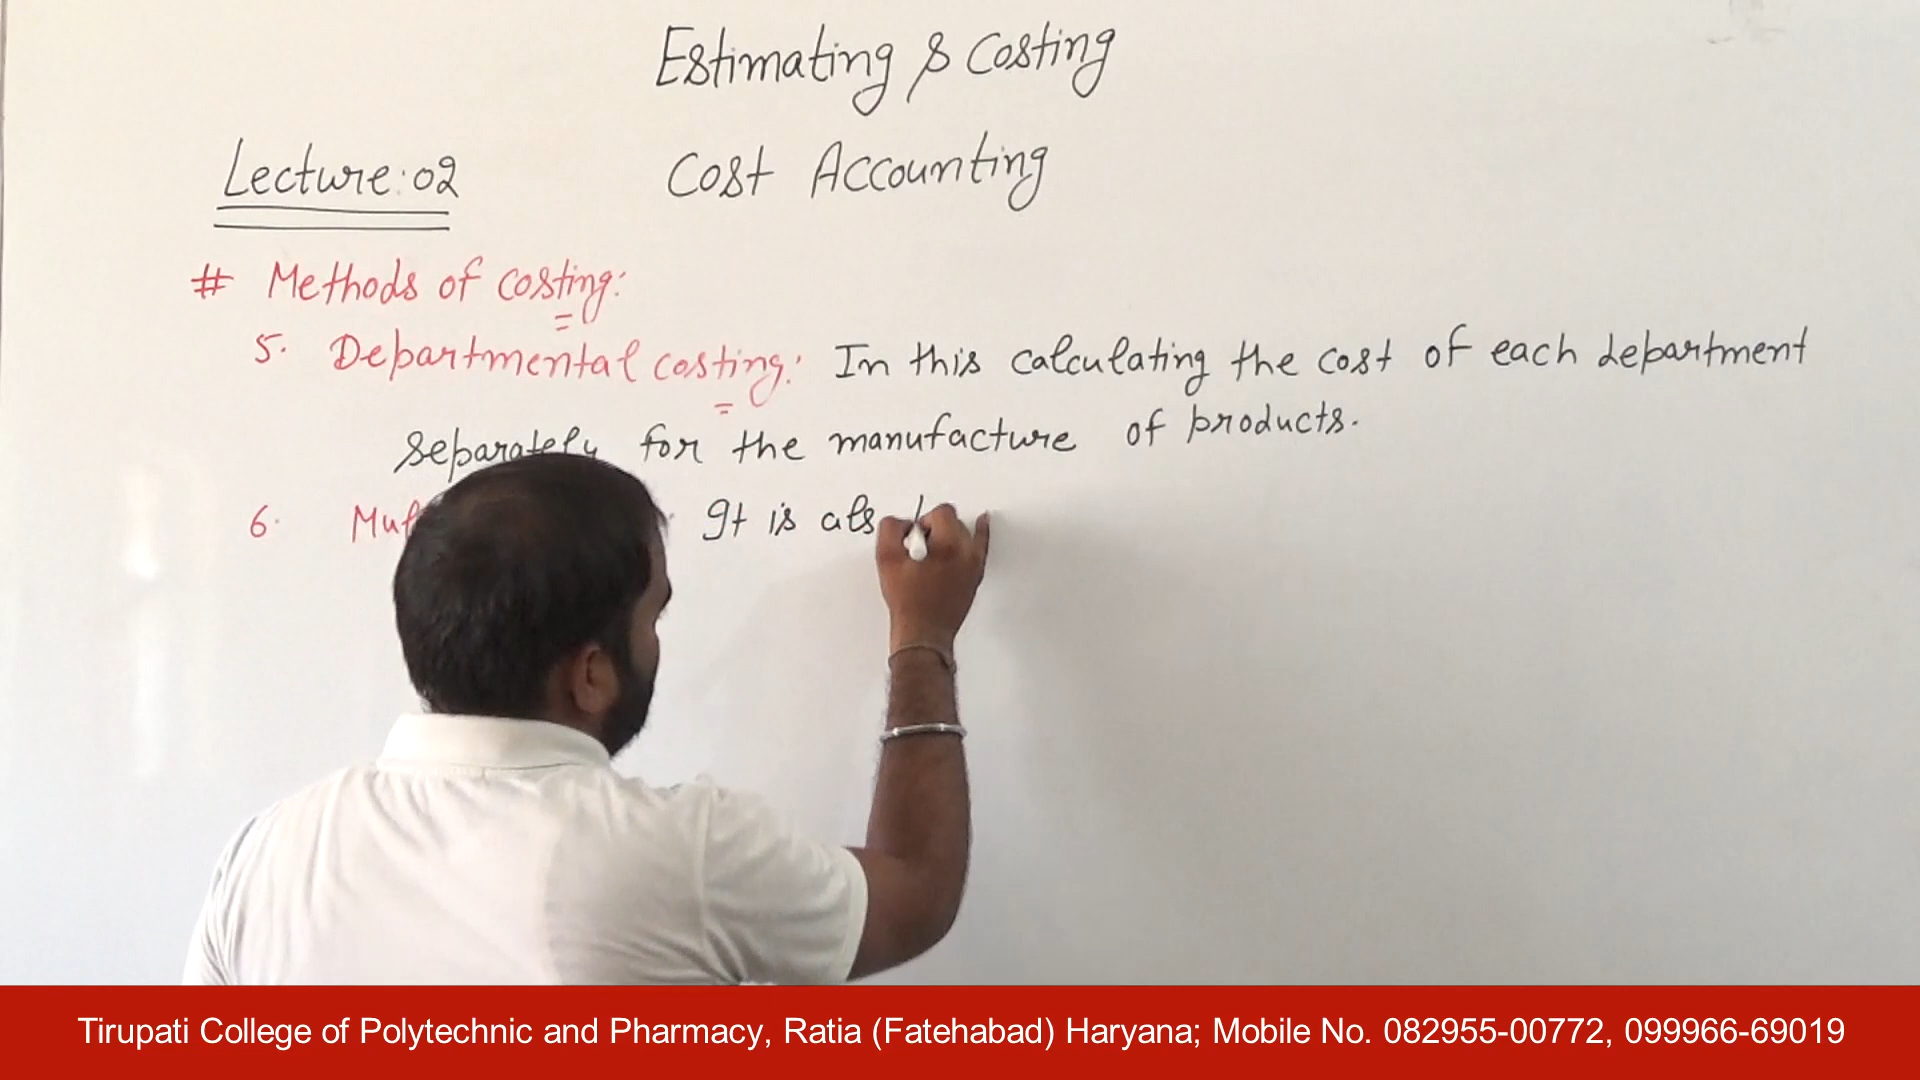 Estimating & Costing
Lecture:02 Cost Accounting
# Methods of costing:
5. Departmental costing: In this calculating the cost of each department
separately for the manufacture of products.
6. It is als
Tirupati College of Polytechnic and Pharmacy, Ratia (Fatehabad) Haryana; Mobile No. 082955-00772, 099966-69019